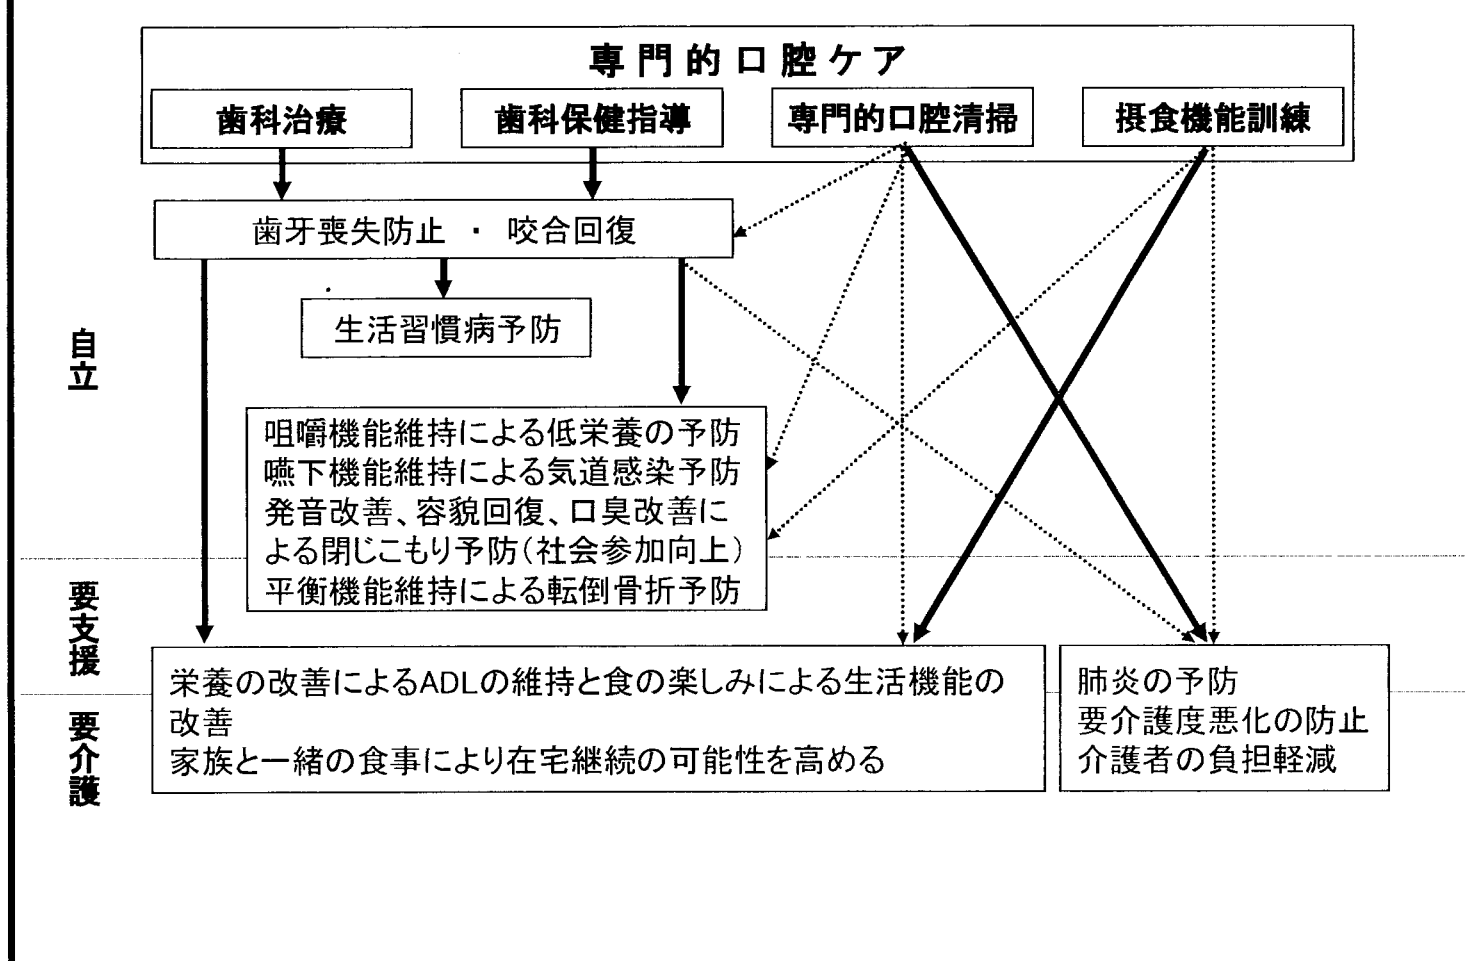 専門的口腔ケア
歯科治療
歯科保健指導
専門的口腔清掃
摂食機能訓練
歯牙喪失防止 ・ 咬合回復
生活習慣病予防
自立
咀嚼機能維持による低栄養の予防
嚥下機能維持による気道感染予防
発音改善、容貌回復、口臭改善に
よる閉じこもり予防(社会参加向上)
平衡機能維持による転倒骨折予防
要支援
栄養の改善によるADLの維持と食の楽しみによる生活機能の
改善
家族と一緒の食事により在宅継続の可能性を高める
肺炎の予防
要介護度悪化の防止
介護者の負担軽減
要介護